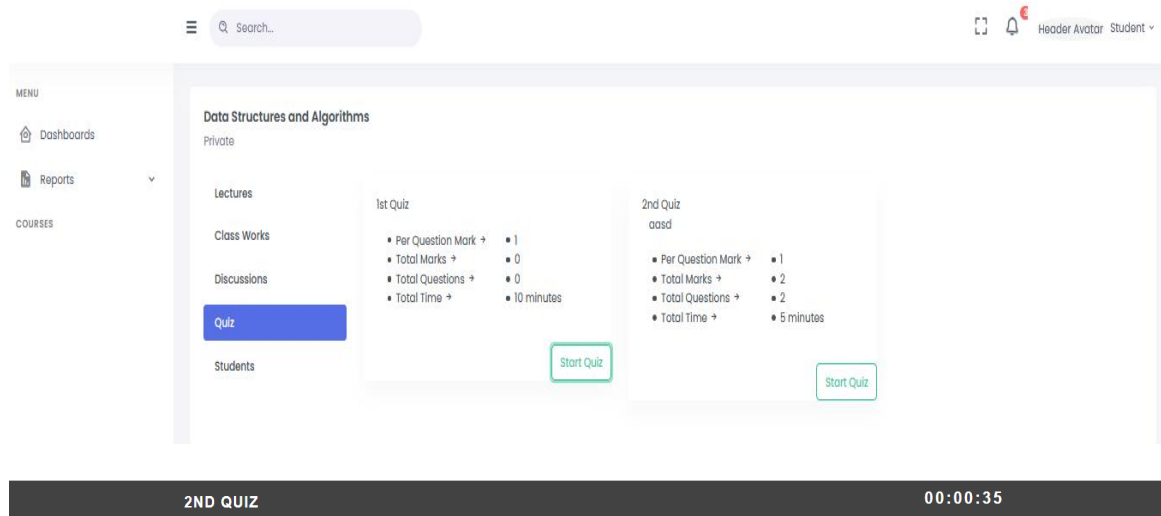 Search...
3
Header Avatar Student
MENU
Dashboards
Reports
COURSES
Data Structures and Algorithms
Private
Lectures
Class Works
Discussions
Quiz
Students
1st Quiz
• Per Question Mark → • 1
• Total Marks → • 0
• Total Questions → • 0
• Total Time → • 10 minutes
Start Quiz
2nd Quiz
aasd
• Per Question Mark → • 1
• Total Marks → • 2
• Total Questions → • 2
• Total Time → • 5 minutes
Start Quiz
2ND QUIZ 00:00:35